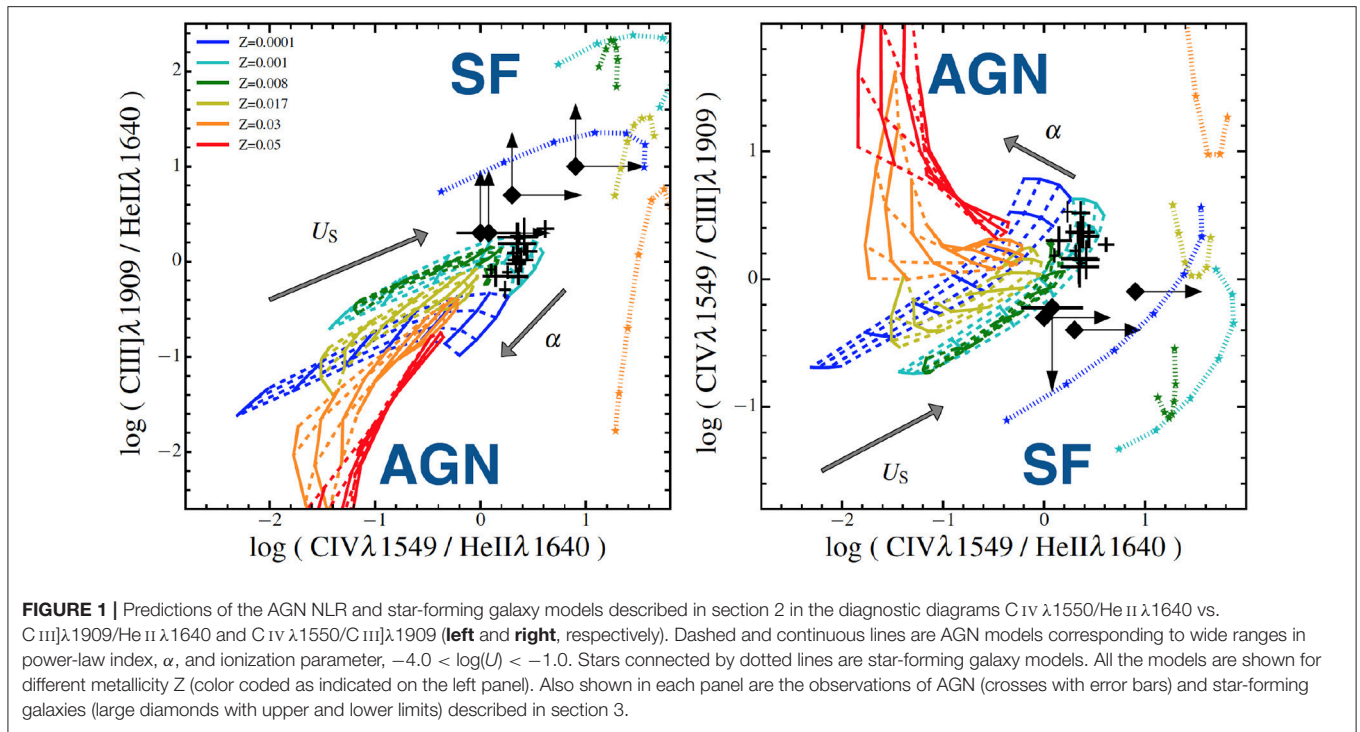 2
1
0
−1
−2
−2
−1
0
1
Z=0.0001
Z=0.001
Z=0.008
Z=0.017
Z=0.03
Z=0.05
SF
U_S
α
AGN
log ( CIII]λ1909 / HeIIλ1640 )
log ( CIVλ1549 / HeIIλ1640 )
1
0
−1
−2
−1
0
1
AGN
α
U_S
SF
log ( CIVλ1549 / CIII]λ1909 )
log ( CIVλ1549 / HeIIλ1640 )
FIGURE 1 | Predictions of the AGN NLR and star-forming galaxy models described in section 2 in the diagnostic diagrams C IV λ1550/He II λ1640 vs.
C III]λ1909/He II λ1640 and C IV λ1550/C III]λ1909 (left and right, respectively). Dashed and continuous lines are AGN models corresponding to wide ranges in
power-law index, α, and ionization parameter, −4.0 < log(U) < −1.0. Stars connected by dotted lines are star-forming galaxy models. All the models are shown for
different metallicity Z (color coded as indicated on the left panel). Also shown in each panel are the observations of AGN (crosses with error bars) and star-forming
galaxies (large diamonds with upper and lower limits) described in section 3.